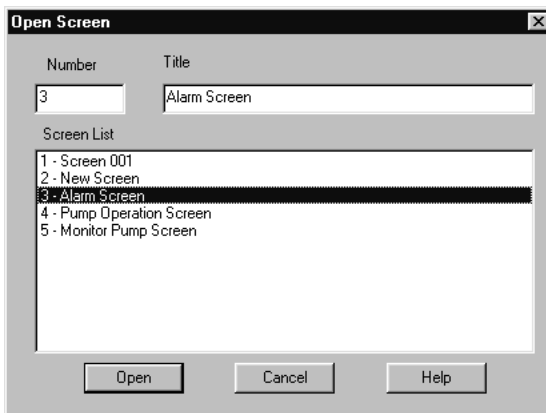 Open Screen
Number Title
3 Alarm Screen
Screen List
1 - Screen 001
2 - New Screen
3 - Alarm Screen
4 - Pump Operation Screen
5 - Monitor Pump Screen
Open Cancel Help